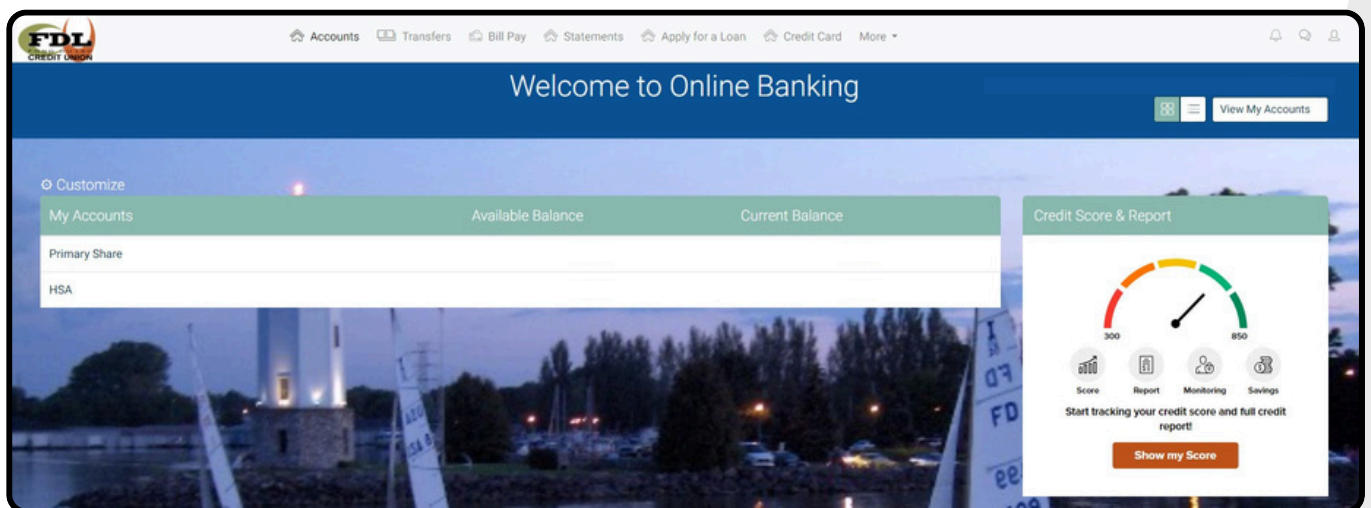 FDL
CREDIT UNION
Accounts Transfers Bill Pay Statements Apply for a Loan Credit Card More
Welcome to Online Banking
View My Accounts
Customize
My Accounts Available Balance Current Balance
Primary Share
HSA
Credit Score & Report
300 850
Score Report Monitoring Savings
Start tracking your credit score and full credit
report!
Show my Score
FD